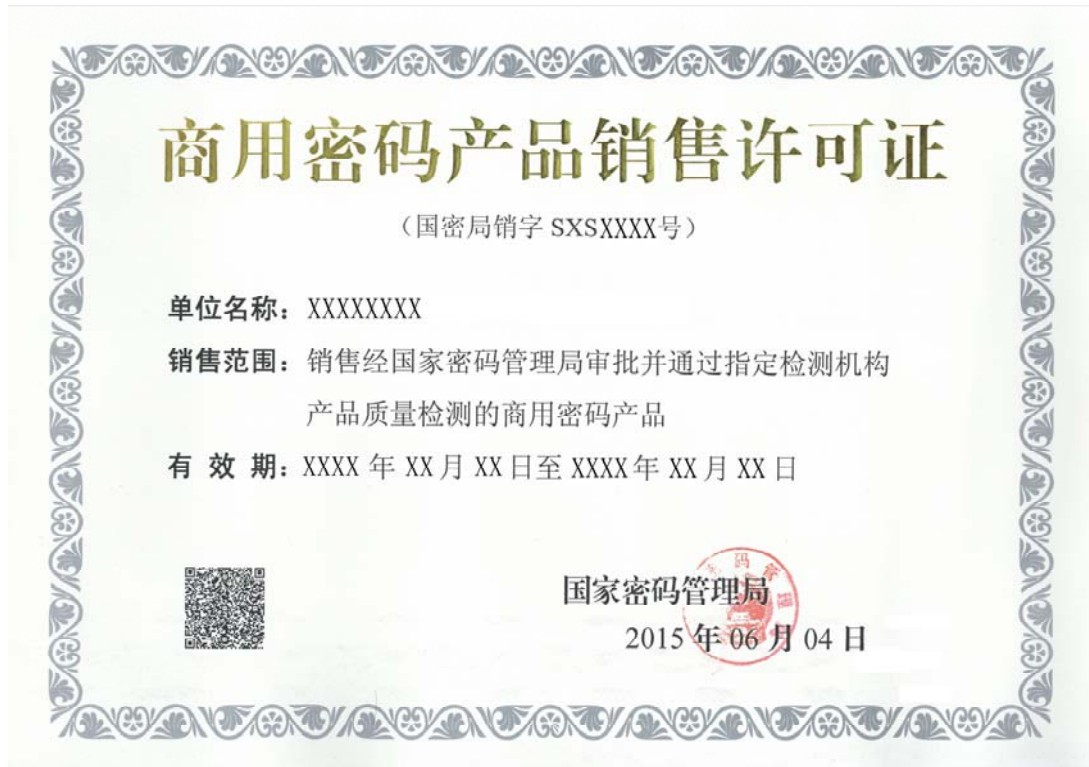 商用密码产品销售许可证
（国密局销字 SXSXXXX号）
单位名称：XXXXXXXX
销售范围：销售经国家密码管理局审批并通过指定检测机构
产品质量检测的商用密码产品
有 效 期：XXXX 年 XX 月 XX 日至 XXXX 年 XX 月 XX 日
国家密码管理局
2015 年 06 月 04 日
码管理